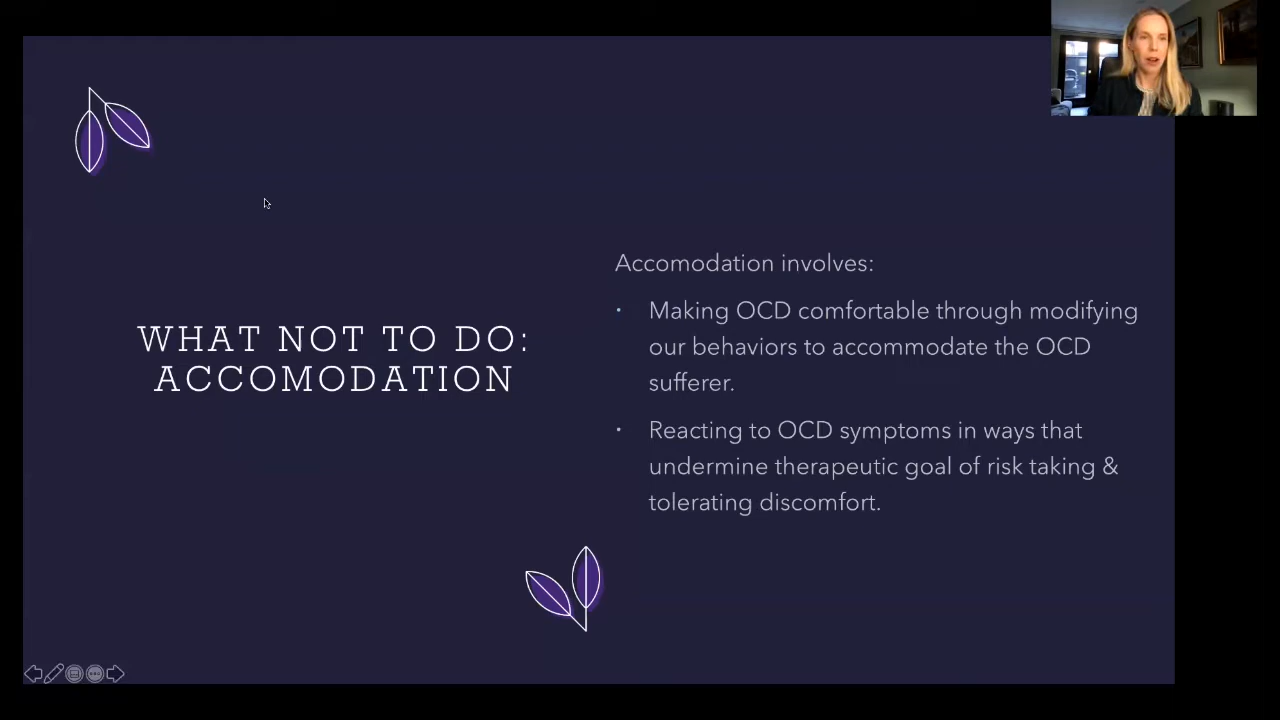 WHAT NOT TO DO:
ACCOMODATION
Accomodation involves:
· Making OCD comfortable through modifying
our behaviors to accommodate the OCD
sufferer.
· Reacting to OCD symptoms in ways that
undermine therapeutic goal of risk taking &
tolerating discomfort.